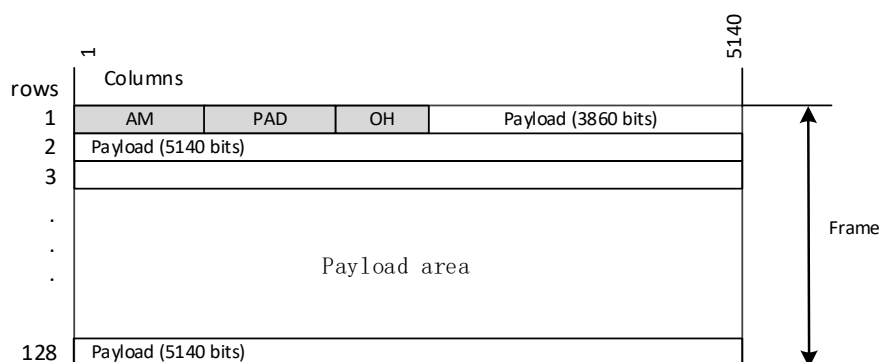 1 5140
Columns
rows
1 AM PAD OH Payload (3860 bits)
2 Payload (5140 bits)
3
.
.
.
Payload area
Frame
128 Payload (5140 bits)